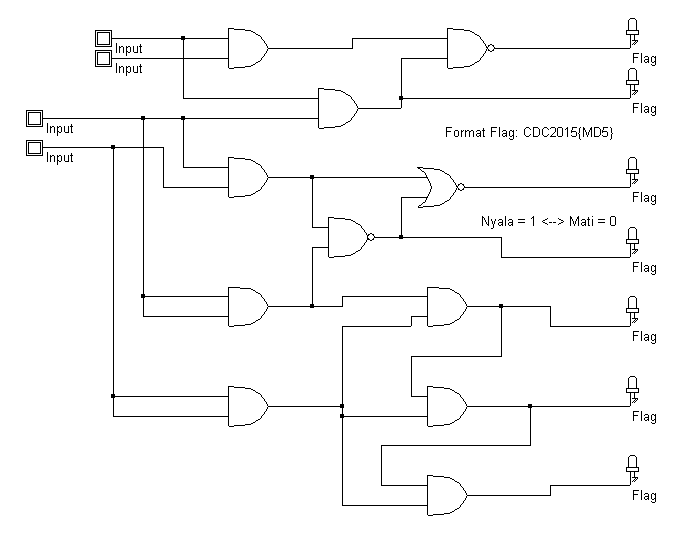 Input
Flag
Input
Flag
Input
Format Flag: CDC2015{MD5}
Input
Flag
Nyala = 1 <--> Mati = 0
Flag
Flag
Flag
Flag